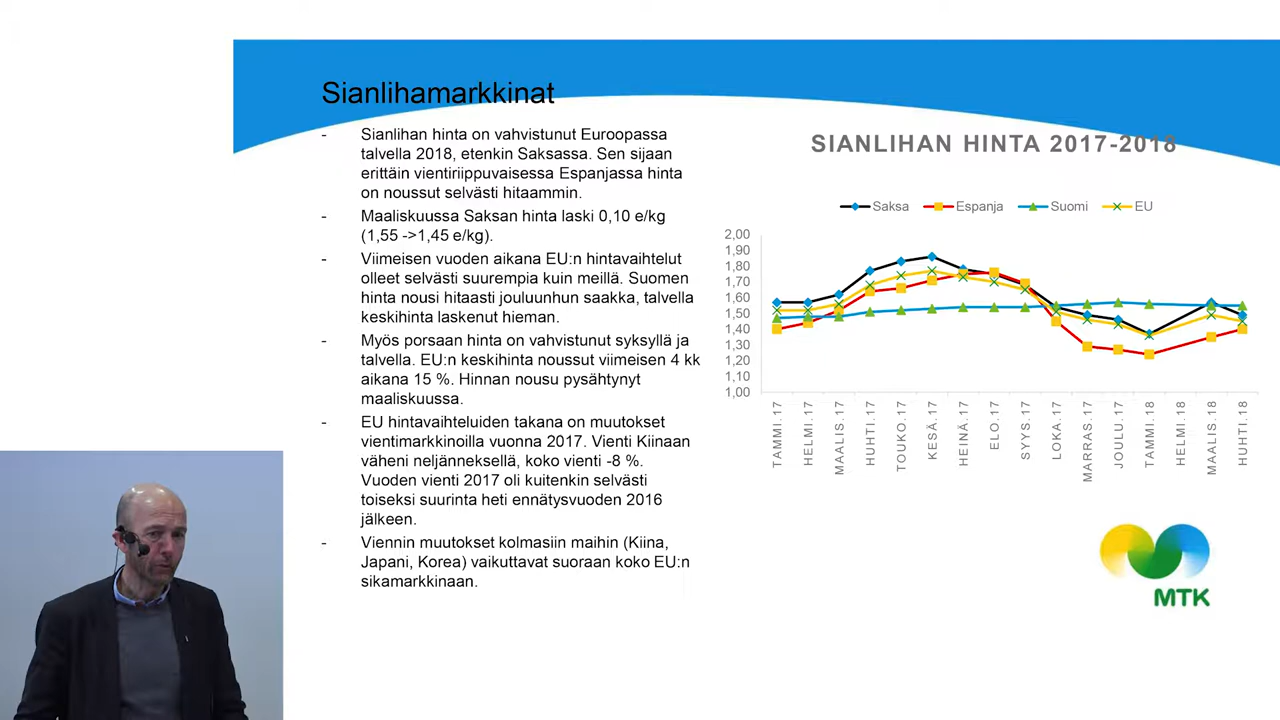 Sianlihamarkkinat
- Sianlihan hinta on vahvistunut Euroopassa
talvella 2018, etenkin Saksassa. Sen sijaan
erittäin vientiriippuvaisessa Espanjassa hinta
on noussut selvästi hitaammin.
- Maaliskuussa Saksan hinta laski 0,10 e/kg
(1,55 ->1,45 e/kg).
- Viimeisen vuoden aikana EU:n hintavaihtelut
olleet selvästi suurempia kuin meillä. Suomen
hinta nousi hitaasti jouluunhun saakka, talvella
keskihinta laskenut hieman.
- Myös porsaan hinta on vahvistunut syksyllä ja
talvella. EU:n keskihinta noussut viimeisen 4 kk
aikana 15 %. Hinnan nousu pysähtynyt
maaliskuussa.
- EU hintavaihteluiden takana on muutokset
vientimarkkinoilla vuonna 2017. Vienti Kiinaan
väheni neljänneksellä, koko vienti -8 %.
Vuoden vienti 2017 oli kuitenkin selvästi
toiseksi suurinta heti ennätysvuoden 2016
jälkeen.
- Viennin muutokset kolmasiin maihin (Kiina,
Japani, Korea) vaikuttavat suoraan koko EU:n
sikamarkkinaan.
SIANLIHAN HINTA 2017-2018
Saksa Espanja Suomi EU
2,00
1,90
1,80
1,70
1,60
1,50
1,40
1,30
1,20
1,10
1,00
TAMMI.17
HELMI.17
MAALIS.17
HUHTI.17
TOUKO.17
KESÄ.17
HEINÄ.17
ELO.17
SYYS.17
LOKA.17
MARRAS.17
JOULU.17
TAMMI.18
HELMI.18
MAALIS.18
HUHTI.18
MTK